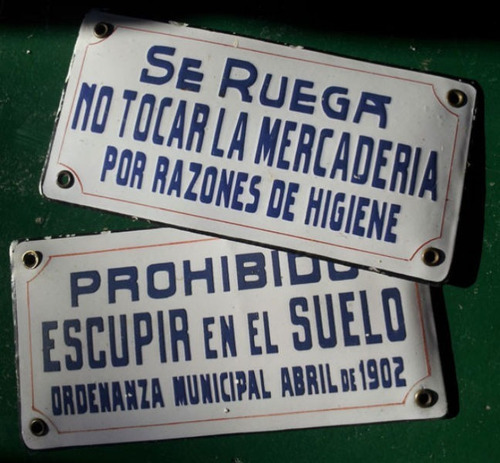 SE RUEGA
NO TOCAR LA MERCADERIA
POR RAZONES DE HIGIENE
PROHIBIDO
ESCUPIR EN EL SUELO
ORDENANZA MUNICIPAL ABRIL DE 1902